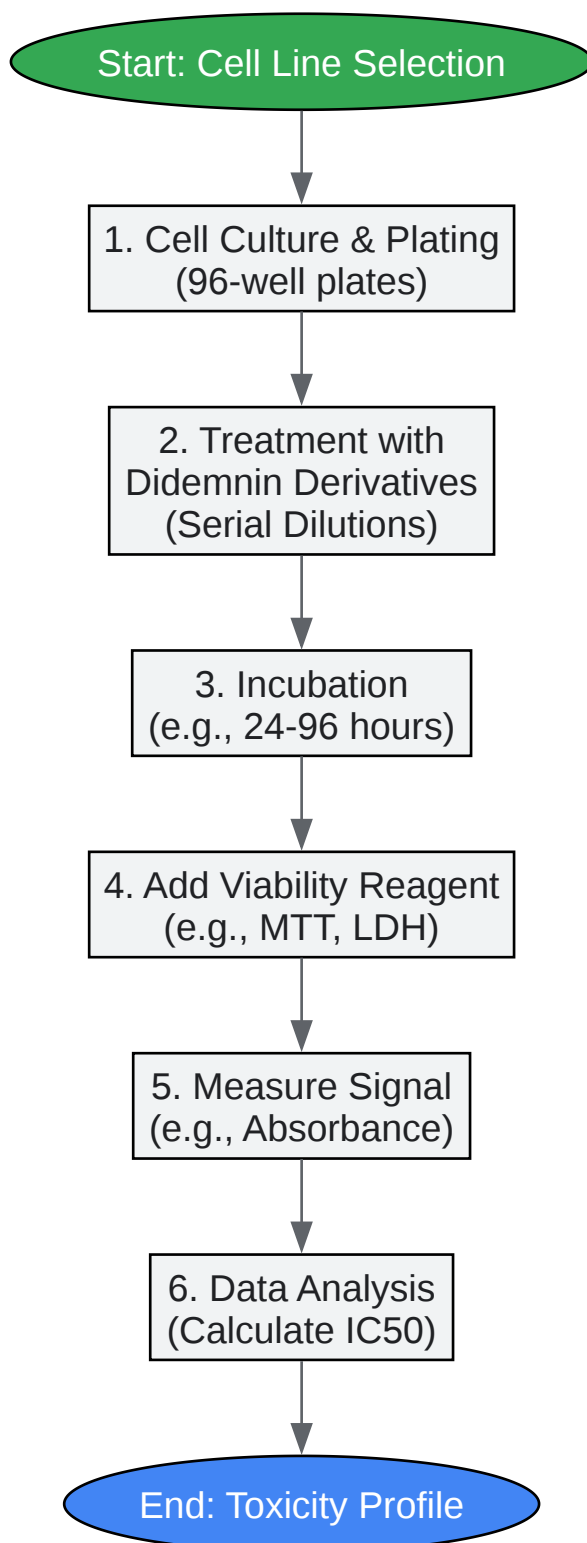 Start: Cell Line Selection
1. Cell Culture & Plating
(96-well plates)
2. Treatment with
Didemnin Derivatives
(Serial Dilutions)
3. Incubation
(e.g., 24-96 hours)
4. Add Viability Reagent
(e.g., MTT, LDH)
5. Measure Signal
(e.g., Absorbance)
6. Data Analysis
(Calculate IC50)
End: Toxicity Profile